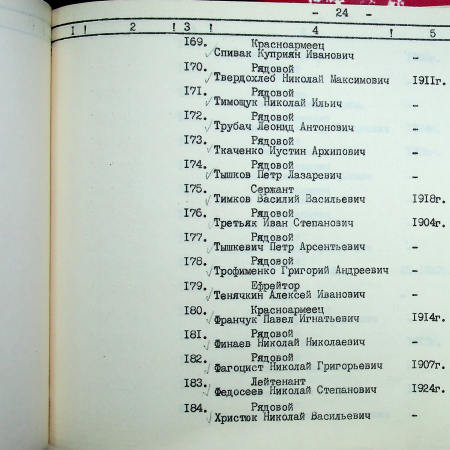 - 24 -
1 ! 2 ! 3 ! 4 ! 5
169. Красноармеец
Спивак Куприян Иванович -
170. Рядовой
Твердохлеб Николай Максимович 1911г.
171. Рядовой
Тимощук Николай Ильич -
172. Рядовой
Трубач Леонид Антонович -
173. Рядовой
Ткаченко Иустин Архипович -
174. Рядовой
Тышков Петр Лазаревич -
175. Сержант
Тимков Василий Васильевич 1918г.
176. Рядовой
Третьяк Иван Степанович 1904г.
177. Рядовой
Тышкевич Петр Арсентьевич -
178. Рядовой
Трофименко Григорий Андреевич -
179. Ефрейтор
Тенячкин Алексей Иванович -
180. Красноармеец
Франчук Павел Игнатьевич 1914г.
181. Рядовой
Финаев Николай Николаевич -
182. Рядовой
Фагоцист Николай Григорьевич 1907г.
183. Лейтенант
Федосеев Николай Степанович 1924г.
184. Рядовой
Христюк Николай Васильевич -